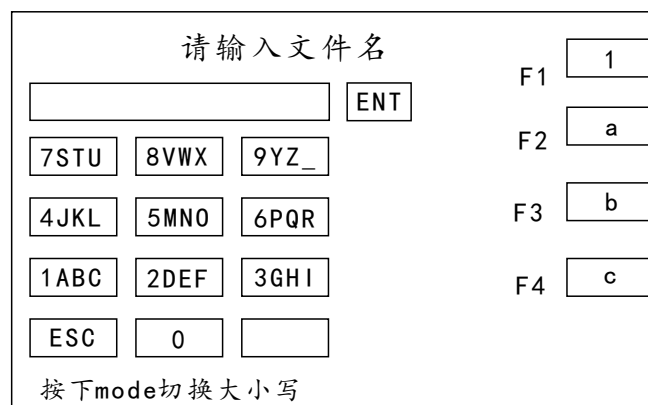 请输入文件名
ENT
7STU 8VWX 9YZ_
4JKL 5MNO 6PQR
1ABC 2DEF 3GHI
ESC 0
按下mode切换大小写
F1 1
F2 a
F3 b
F4 c